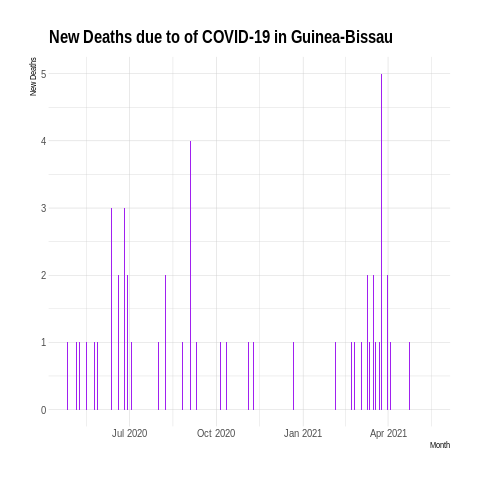 New Deaths due to of COVID-19 in Guinea-Bissau
New Deaths
5
4
3
2
1
0
Jul 2020 Oct 2020 Jan 2021 Apr 2021
Month